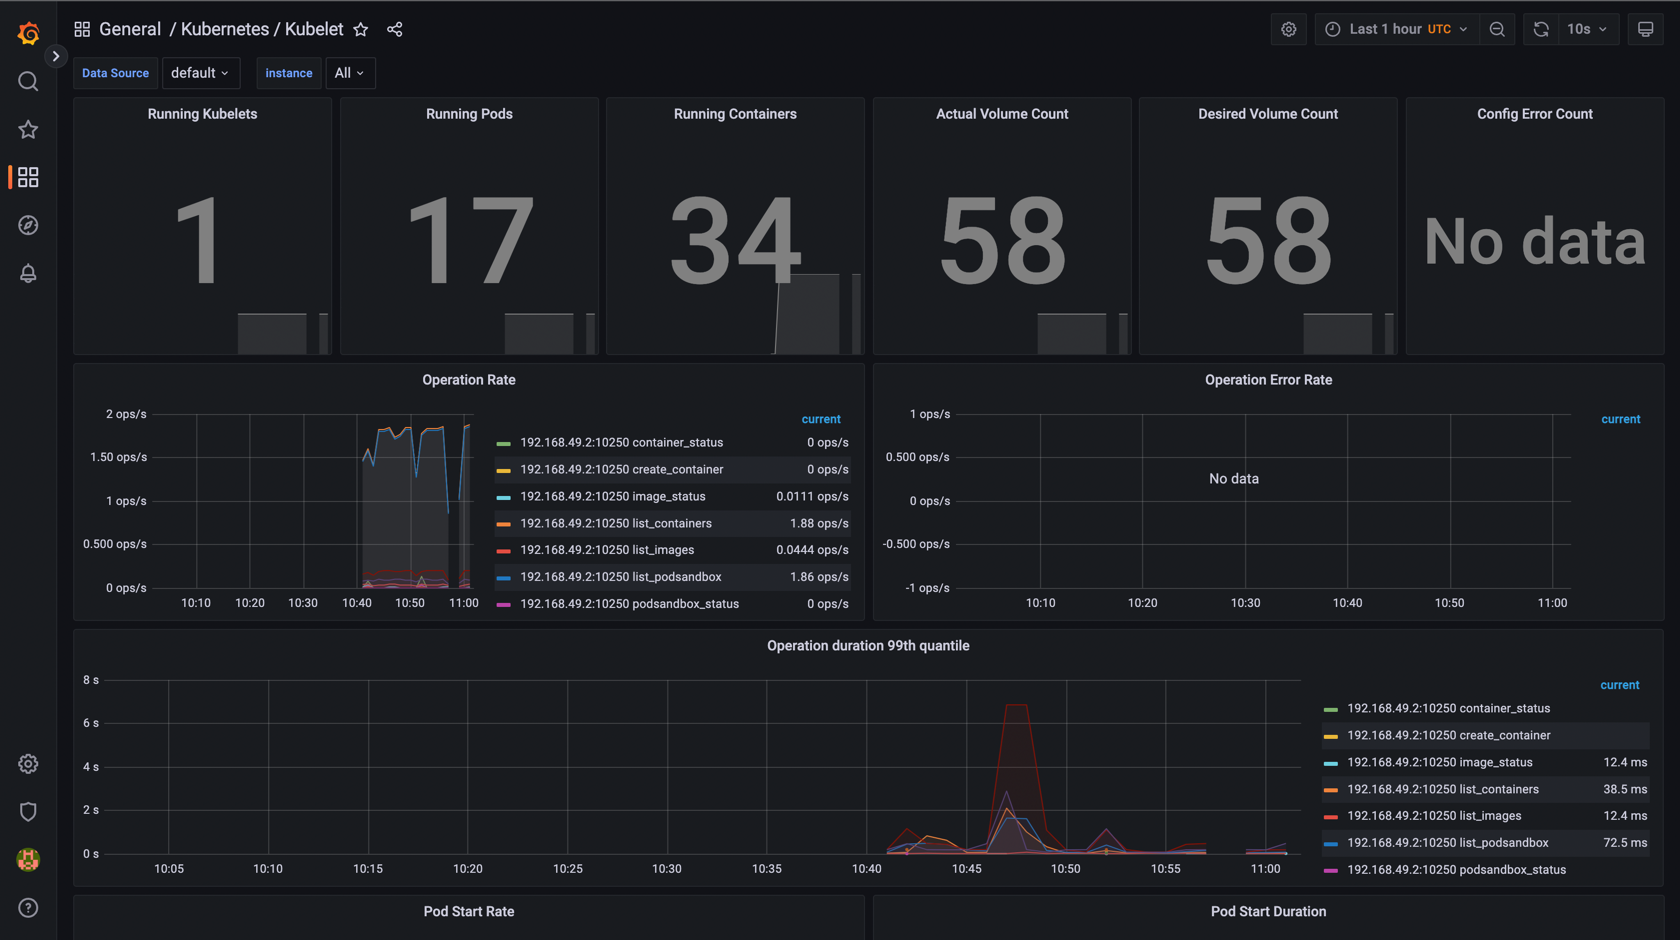 General / Kubernetes / Kubelet
Last 1 hour UTC
10s
Data Source default instance All
Running Kubelets
1
Running Pods
17
Running Containers
34
Actual Volume Count
58
Desired Volume Count
58
Config Error Count
No data
Operation Rate
2 ops/s
1.50 ops/s
1 ops/s
0.500 ops/s
0 ops/s
10:10 10:20 10:30 10:40 10:50 11:00
current
192.168.49.2:10250 container_status 0 ops/s
192.168.49.2:10250 create_container 0 ops/s
192.168.49.2:10250 image_status 0.0111 ops/s
192.168.49.2:10250 list_containers 1.88 ops/s
192.168.49.2:10250 list_images 0.0444 ops/s
192.168.49.2:10250 list_podsandbox 1.86 ops/s
192.168.49.2:10250 podsandbox_status 0 ops/s
Operation Error Rate
1 ops/s
0.500 ops/s
0 ops/s
-0.500 ops/s
-1 ops/s
No data
10:10 10:20 10:30 10:40 10:50 11:00
current
Operation duration 99th quantile
8 s
6 s
4 s
2 s
0 s
10:05 10:10 10:15 10:20 10:25 10:30 10:35 10:40 10:45 10:50 10:55 11:00
current
192.168.49.2:10250 container_status
192.168.49.2:10250 create_container
192.168.49.2:10250 image_status 12.4 ms
192.168.49.2:10250 list_containers 38.5 ms
192.168.49.2:10250 list_images 12.4 ms
192.168.49.2:10250 list_podsandbox 72.5 ms
192.168.49.2:10250 podsandbox_status
Pod Start Rate
Pod Start Duration